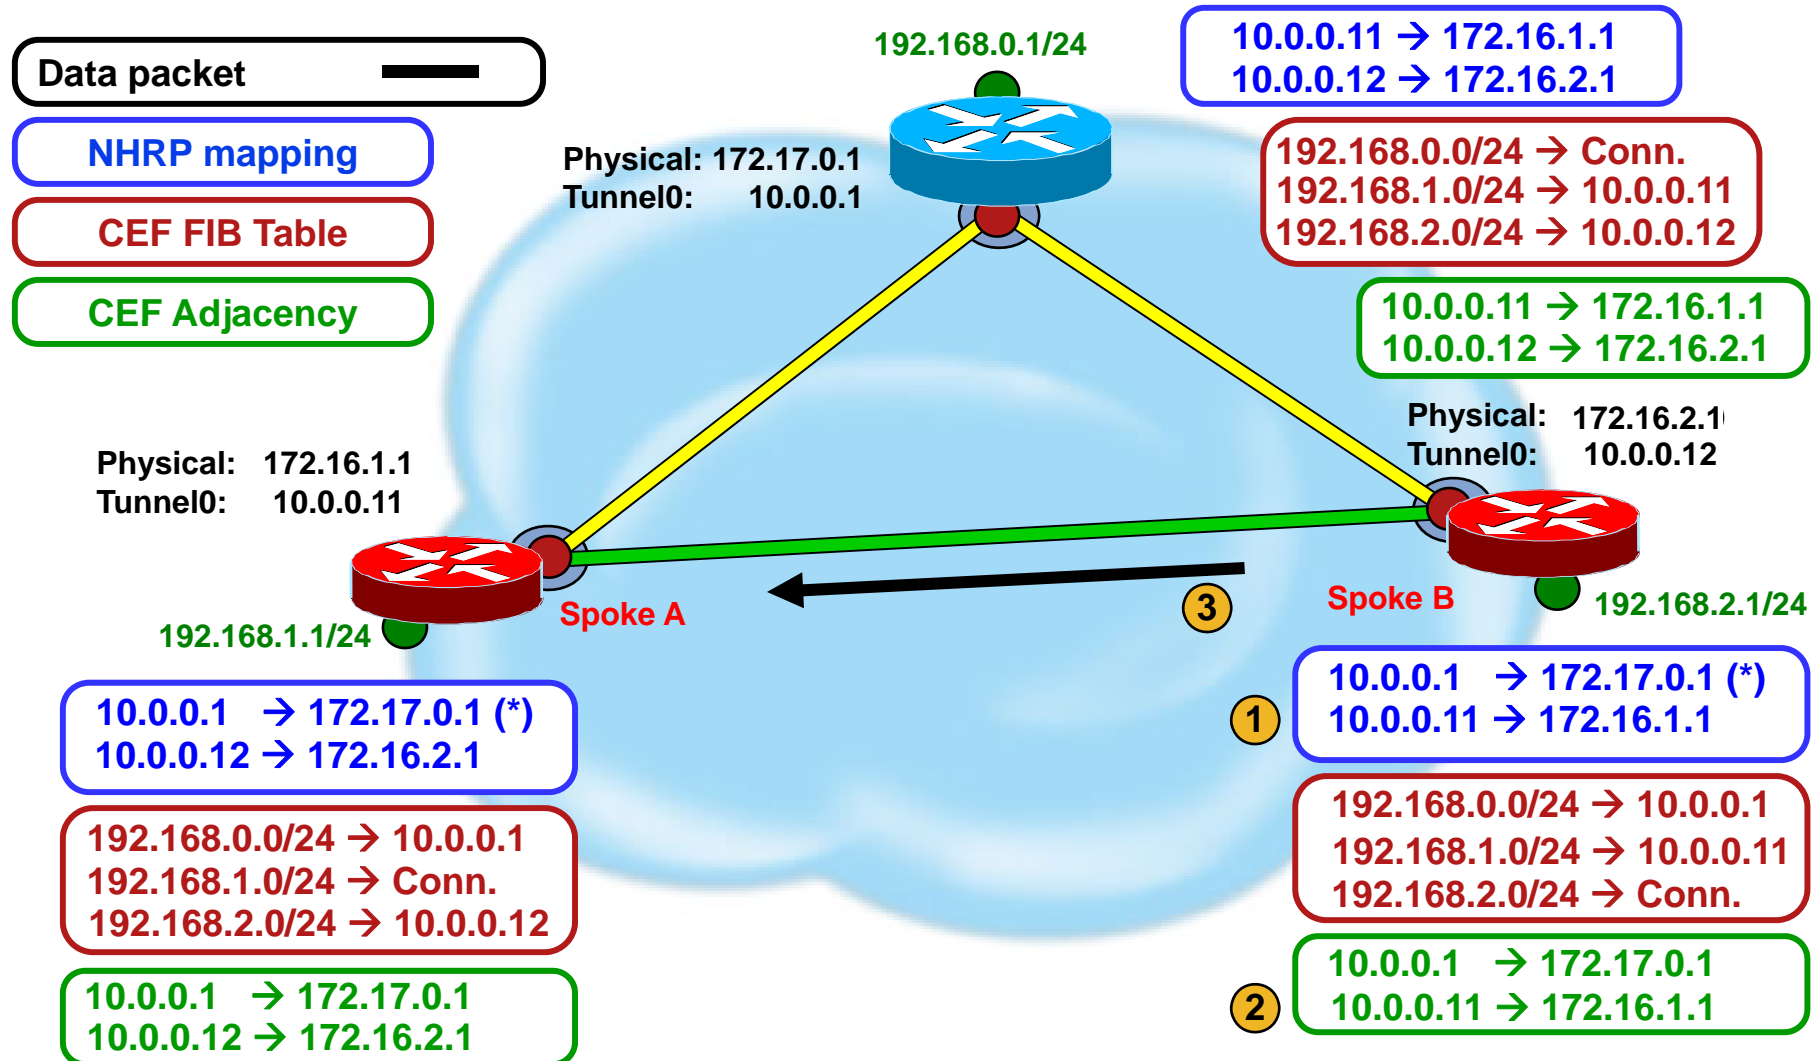 Data packet
NHRP mapping
CEF FIB Table
CEF Adjacency
192.168.0.1/24
Physical: 172.17.0.1
Tunnel0: 10.0.0.1
10.0.0.11 → 172.16.1.1
10.0.0.12 → 172.16.2.1
192.168.0.0/24 → Conn.
192.168.1.0/24 → 10.0.0.11
192.168.2.0/24 → 10.0.0.12
10.0.0.11 → 172.16.1.1
10.0.0.12 → 172.16.2.1
Physical: 172.16.1.1
Tunnel0: 10.0.0.11
Physical: 172.16.2.1
Tunnel0: 10.0.0.12
Spoke A
192.168.1.1/24
3
Spoke B
192.168.2.1/24
10.0.0.1 → 172.17.0.1 (*)
10.0.0.12 → 172.16.2.1
192.168.0.0/24 → 10.0.0.1
192.168.1.0/24 → Conn.
192.168.2.0/24 → 10.0.0.12
10.0.0.1 → 172.17.0.1
10.0.0.12 → 172.16.2.1
1
10.0.0.1 → 172.17.0.1 (*)
10.0.0.11 → 172.16.1.1
192.168.0.0/24 → 10.0.0.1
192.168.1.0/24 → 10.0.0.11
192.168.2.0/24 → Conn.
2
10.0.0.1 → 172.17.0.1
10.0.0.11 → 172.16.1.1